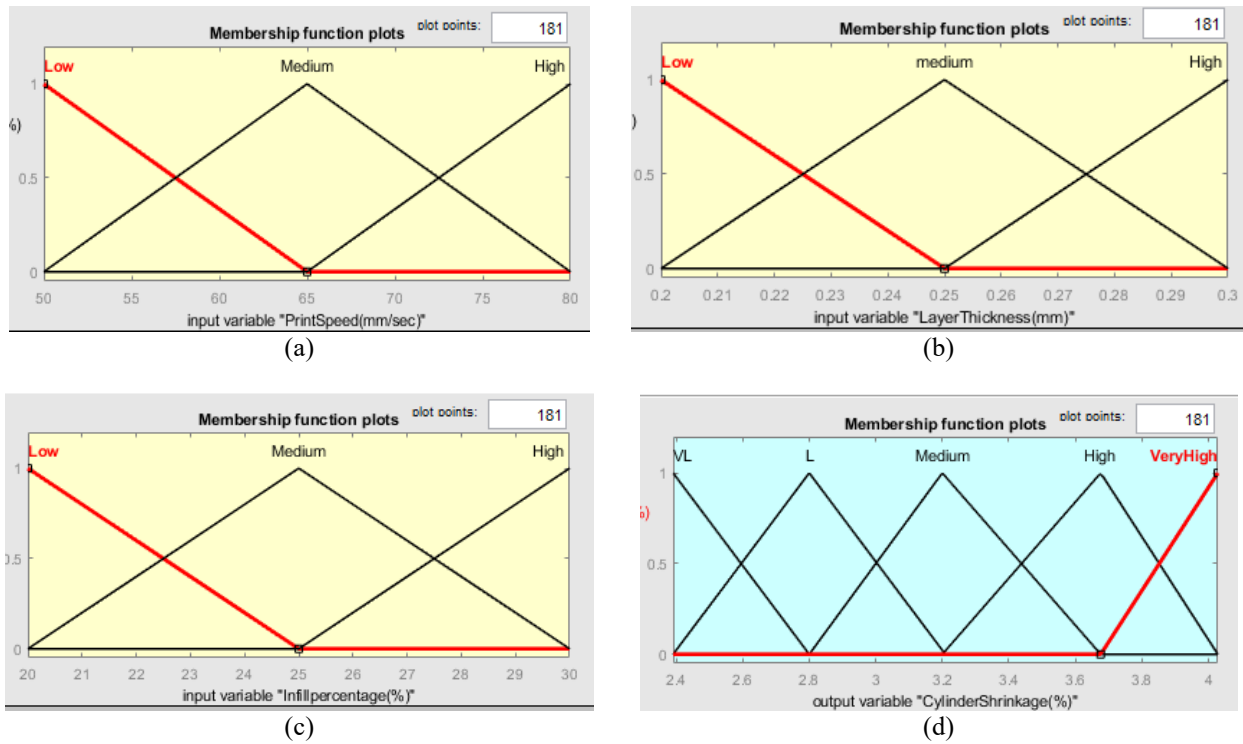 Membership function plots plot points: 181
Low Medium High
1
%)
0.5
0
50 55 60 65 70 75 80
input variable "PrintSpeed(mm/sec)"
(a)
Membership function plots plot points: 181
Low medium High
1
)
0.5
0
0.2 0.21 0.22 0.23 0.24 0.25 0.26 0.27 0.28 0.29 0.3
input variable "LayerThickness(mm)"
(b)
Membership function plots plot points: 181
Low Medium High
1
0.5
0
20 21 22 23 24 25 26 27 28 29 30
input variable "Infillpercentage(%)"
(c)
Membership function plots plot points: 181
VL L Medium High VeryHigh
1
%)
0.5
0
2.4 2.6 2.8 3 3.2 3.4 3.6 3.8 4
output variable "CylinderShrinkage(%)"
(d)